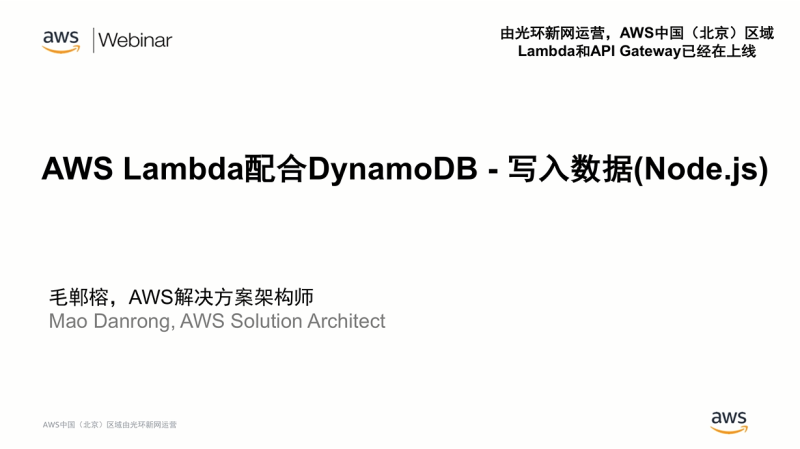 aws Webinar
由光环新网运营，AWS中国（北京）区域
Lambda和API Gateway已经在上线
AWS Lambda配合DynamoDB - 写入数据(Node.js)
毛郸榕，AWS解决方案架构师
Mao Danrong, AWS Solution Architect
AWS中国（北京）区域由光环新网运营
aws